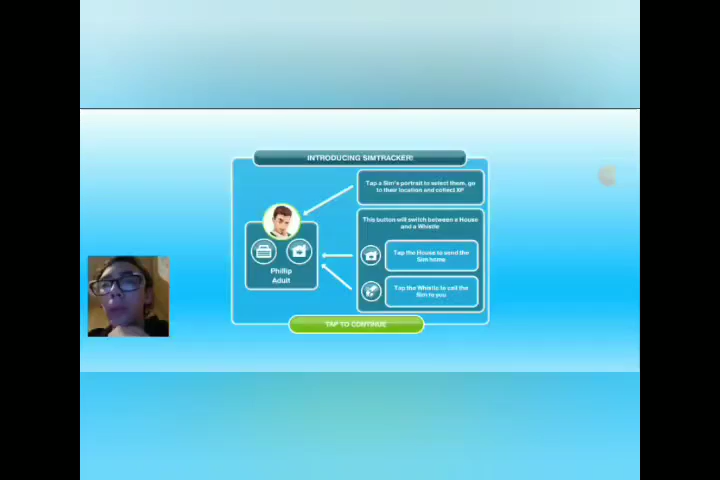 INTRODUCING SIMTRACKER!
Tap a Sim's portrait to select them, go
to their location and collect XP
This button will switch between a House
and a Whistle
Tap the House to send the
Sim home
Tap the Whistle to call the
Sim to you
Phillip
Adult
TAP TO CONTINUE